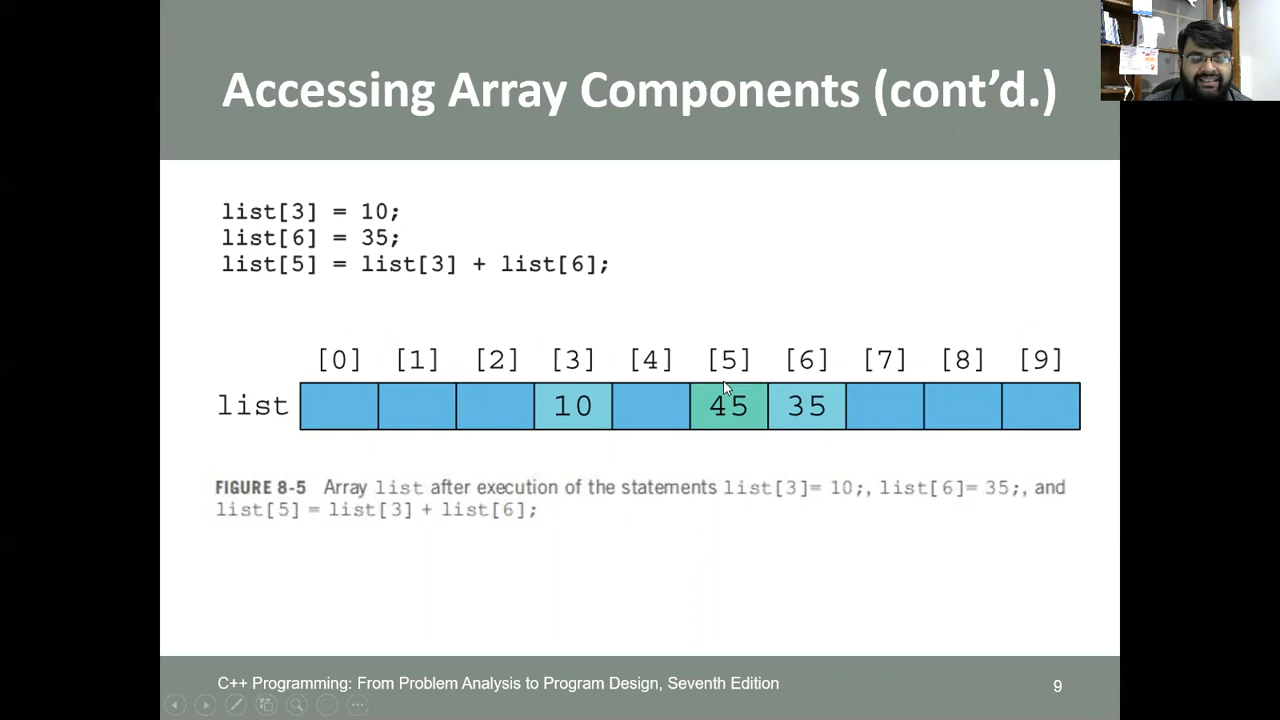 Accessing Array Components (cont'd.)
list[3] = 10;
list[6] = 35;
list[5] = list[3] + list[6];
[0] [1] [2] [3] [4] [5] [6] [7] [8] [9]
list 10 45 35
FIGURE 8-5 Array list after execution of the statements list[3]= 10;, list[6]= 35;, and
list[5] = list[3] + list[6];
C++ Programming: From Problem Analysis to Program Design, Seventh Edition 9